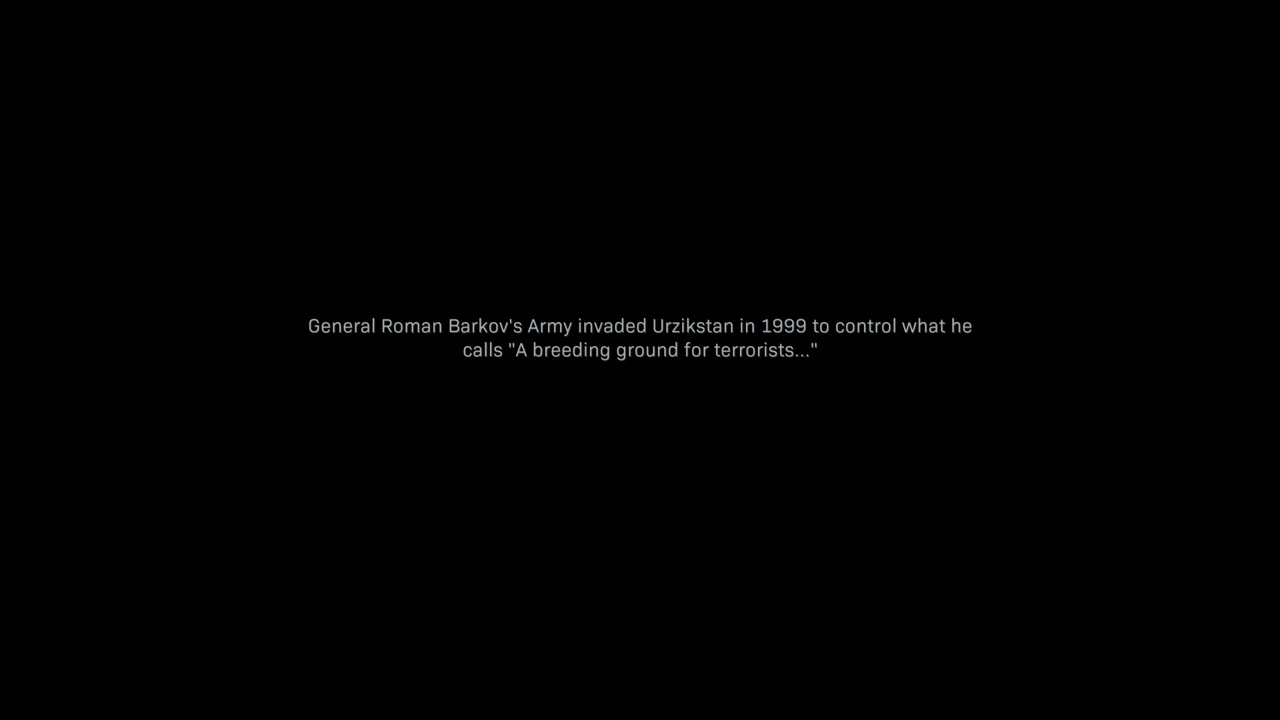 General Roman Barkov's Army invaded Urzikstan in 1999 to control what he
calls "A breeding ground for terrorists..."